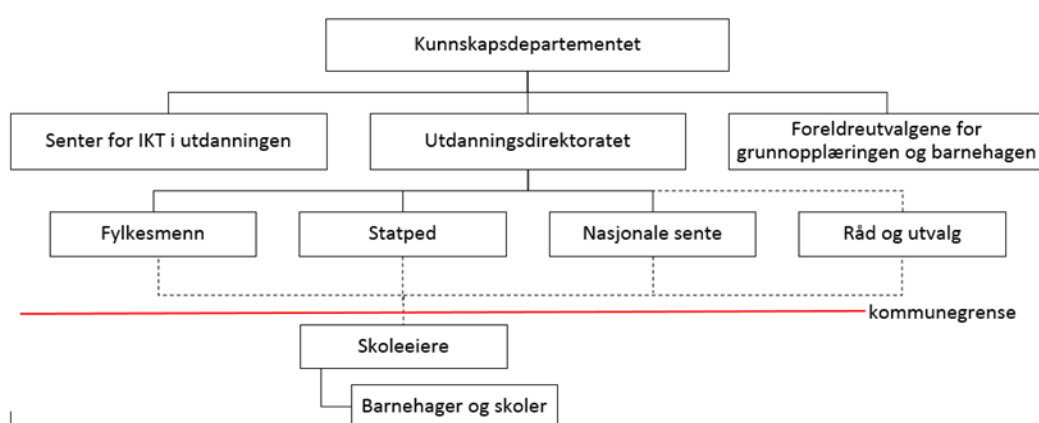 Kunnskapsdepartementet
Senter for IKT i utdanningen
Utdanningsdirektoratet
Foreldreutvalgene for
grunnopplæringen og barnehagen
Fylkesmenn
Statped
Nasjonale sente
Råd og utvalg
kommunegrense
Skoleeiere
Barnehager og skoler